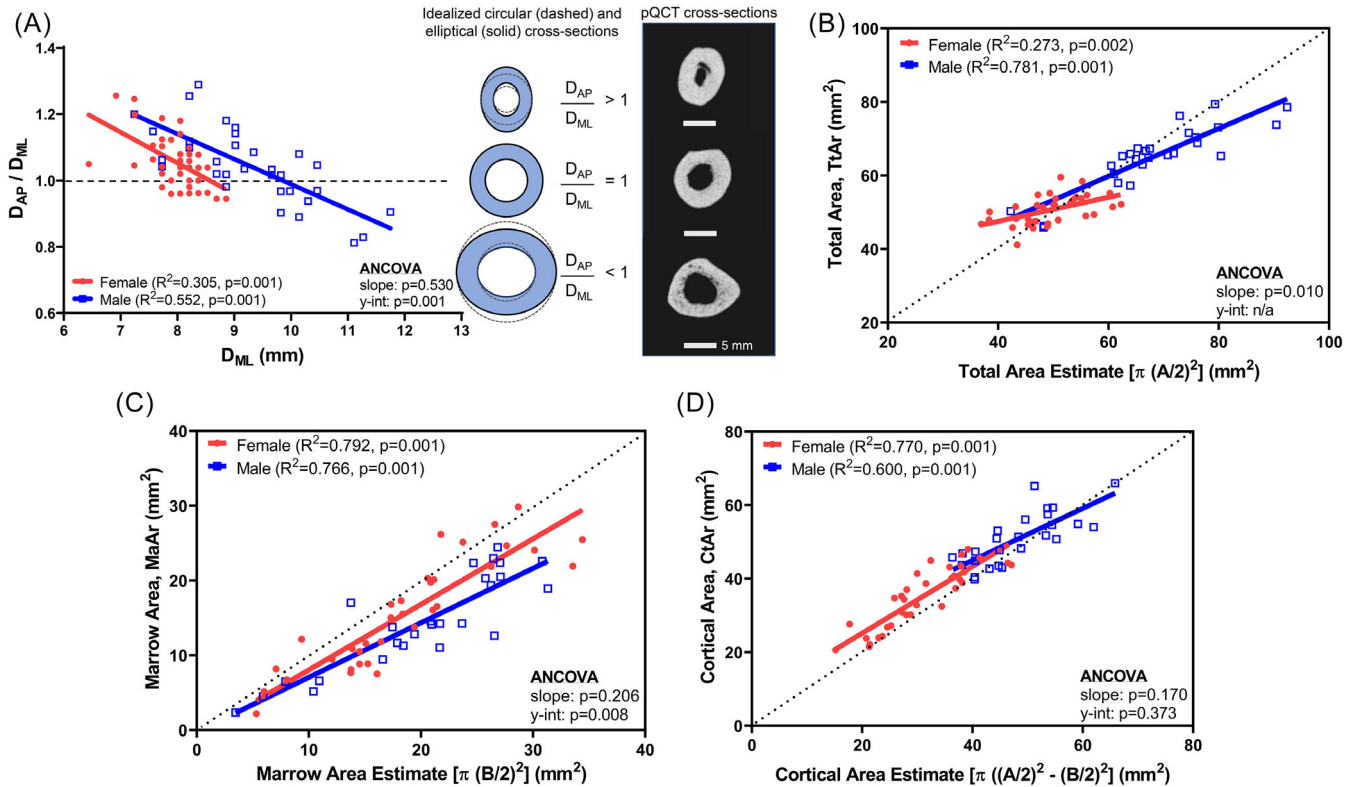 (A)
Idealized circular (dashed) and
elliptical (solid) cross-sections
pQCT cross-sections
1.4
1.2
1.0
0.8
0.6
D_AP / D_ML
Female (R²=0.305, p=0.001)
Male (R²=0.552, p=0.001)
ANCOVA
slope: p=0.530
y-int: p=0.001
6 7 8 9 10 11 12 13
D_ML (mm)
D_AP
D_ML
> 1
D_AP
D_ML
= 1
D_AP
D_ML
< 1
5 mm
(B)
Female (R²=0.273, p=0.002)
Male (R²=0.781, p=0.001)
100
80
60
40
20
Total Area, TtAr (mm²)
ANCOVA
slope: p=0.010
y-int: n/a
20 40 60 80 100
Total Area Estimate [π (A/2)²] (mm²)
(C)
Female (R²=0.792, p=0.001)
Male (R²=0.766, p=0.001)
40
30
20
10
0
Marrow Area, MaAr (mm²)
ANCOVA
slope: p=0.206
y-int: p=0.008
0 10 20 30 40
Marrow Area Estimate [π (B/2)²] (mm²)
(D)
Female (R²=0.770, p=0.001)
Male (R²=0.600, p=0.001)
80
60
40
20
0
Cortical Area, CtAr (mm²)
ANCOVA
slope: p=0.170
y-int: p=0.373
0 20 40 60 80
Cortical Area Estimate [π ((A/2)² - (B/2)²] (mm²)